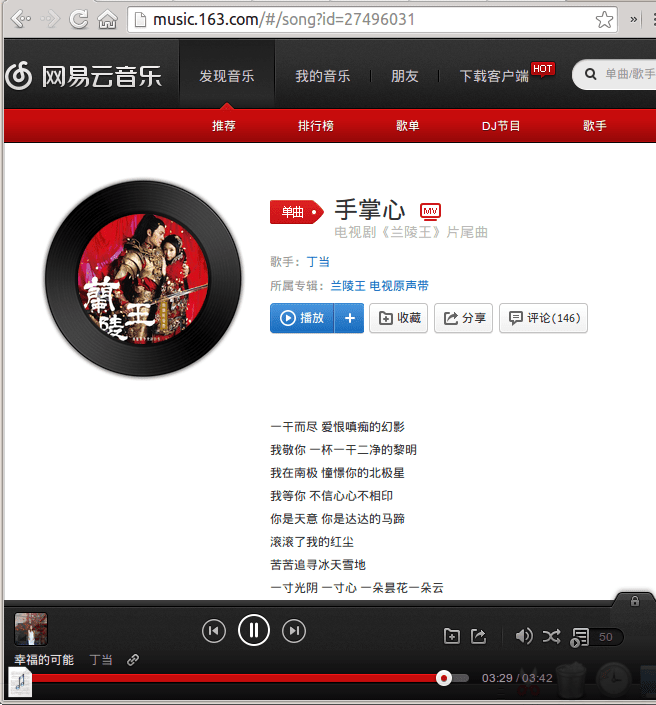 music.163.com/#/song?id=27496031
»
网易云音乐
发现音乐
我的音乐
朋友
下载客户端
HOT
单曲/歌手
推荐
排行榜
歌单
DJ节目
歌手
蘭陵王
单曲
手掌心
MV
电视剧《兰陵王》片尾曲
歌手：丁当
所属专辑：兰陵王 电视原声带
播放
+
收藏
分享
评论(146)
一干而尽 爱恨嗔痴的幻影
我敬你 一杯一干二净的黎明
我在南极 憧憬你的北极星
我等你 不信心心不相印
你是天意 你是达达的马蹄
滚滚了我的红尘
苦苦追寻冰天雪地
一寸光阴 一寸心 一朵昙花一朵云
50
幸福的可能 丁当
03:29 / 03:42